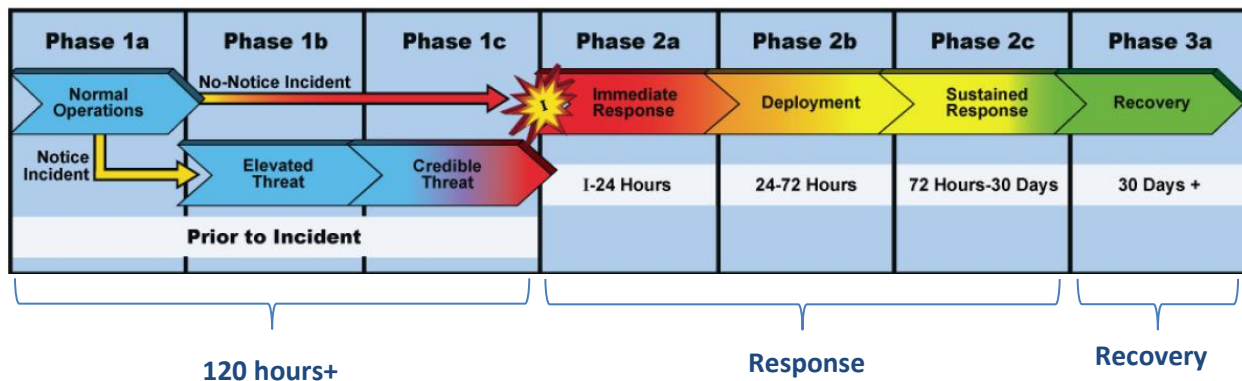 Phase 1a
Phase 1b
Phase 1c
Phase 2a
Phase 2b
Phase 2c
Phase 3a
Normal
Operations
No-Notice Incident
I
Immediate
Response
Deployment
Sustained
Response
Recovery
Notice
Incident
Elevated
Threat
Credible
Threat
I-24 Hours
24-72 Hours
72 Hours-30 Days
30 Days +
Prior to Incident
120 hours+
Response
Recovery